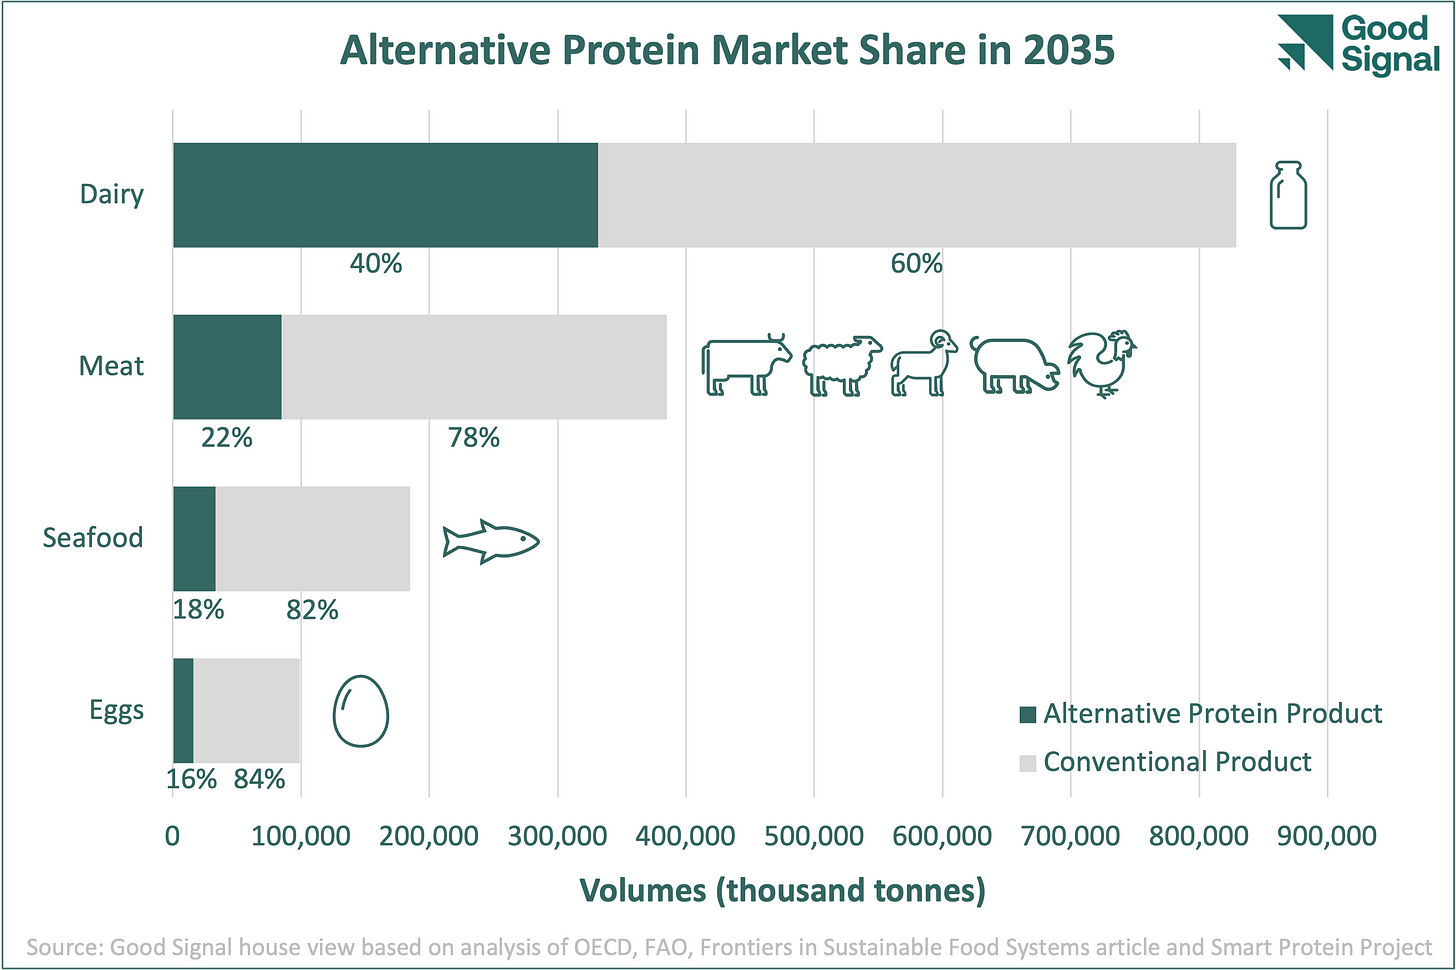 Alternative Protein Market Share in 2035
Good
Signal
Dairy
40% 60%
Meat
22% 78%
Seafood
18% 82%
Eggs
16% 84%
Alternative Protein Product
Conventional Product
0 100,000 200,000 300,000 400,000 500,000 600,000 700,000 800,000 900,000
Volumes (thousand tonnes)
Source: Good Signal house view based on analysis of OECD, FAO, Frontiers in Sustainable Food Systems article and Smart Protein Project